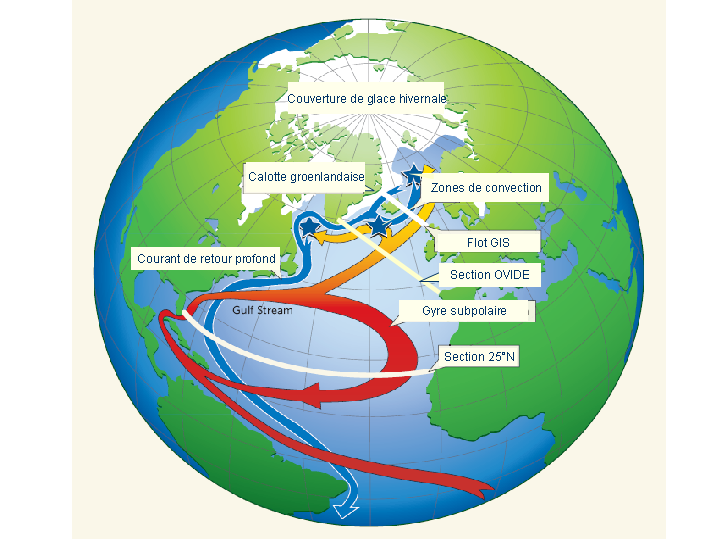 Couverture de glace hivernale
Calotte groenlandaise
Zones de convection
Flot GIS
Courant de retour profond
Section OVIDE
Gulf Stream
Gyre subpolaire
Section 25°N